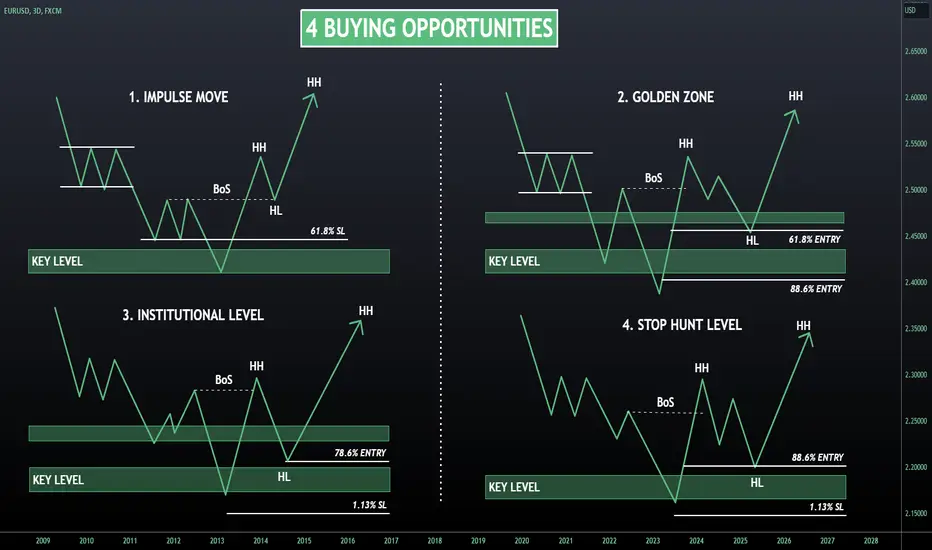 EURUSD, 3D, FXCM
USD
4 BUYING OPPORTUNITIES
1. IMPULSE MOVE
HH
HH
BoS
HL
61.8% SL
KEY LEVEL
2. GOLDEN ZONE
HH
HH
BoS
HL
61.8% ENTRY
KEY LEVEL
88.6% ENTRY
3. INSTITUTIONAL LEVEL
HH
HH
BoS
78.6% ENTRY
HL
KEY LEVEL
1.13% SL
4. STOP HUNT LEVEL
HH
HH
BoS
88.6% ENTRY
HL
KEY LEVEL
1.13% SL
2.65000
2.60000
2.55000
2.50000
2.45000
2.40000
2.35000
2.30000
2.25000
2.20000
2.15000
2009 2010 2011 2012 2013 2014 2015 2016 2017 2018 2019 2020 2021 2022 2023 2024 2025 2026 2027 2028